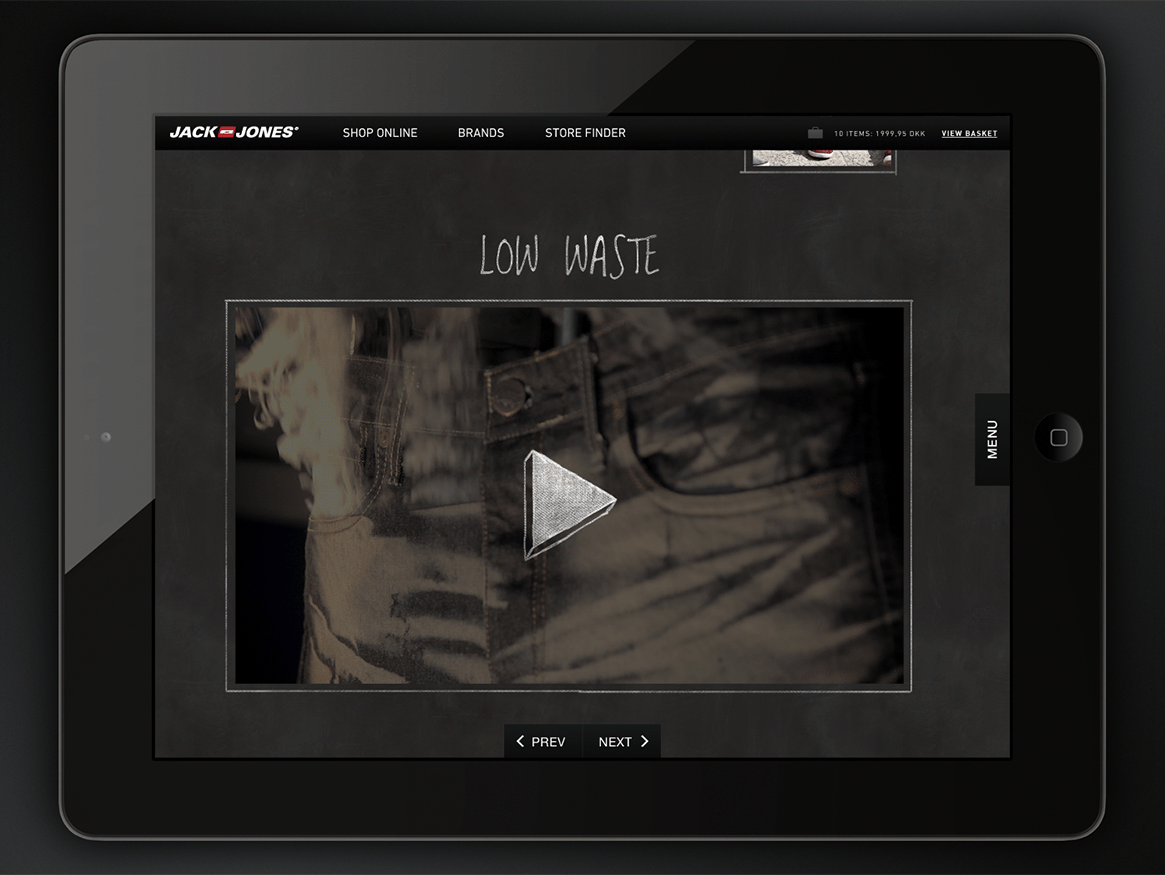 JACK JONES®
SHOP ONLINE
BRANDS
STORE FINDER
10 ITEMS: 1999,95 DKK
VIEW BASKET
LOW WASTE
MENU
PREV
NEXT